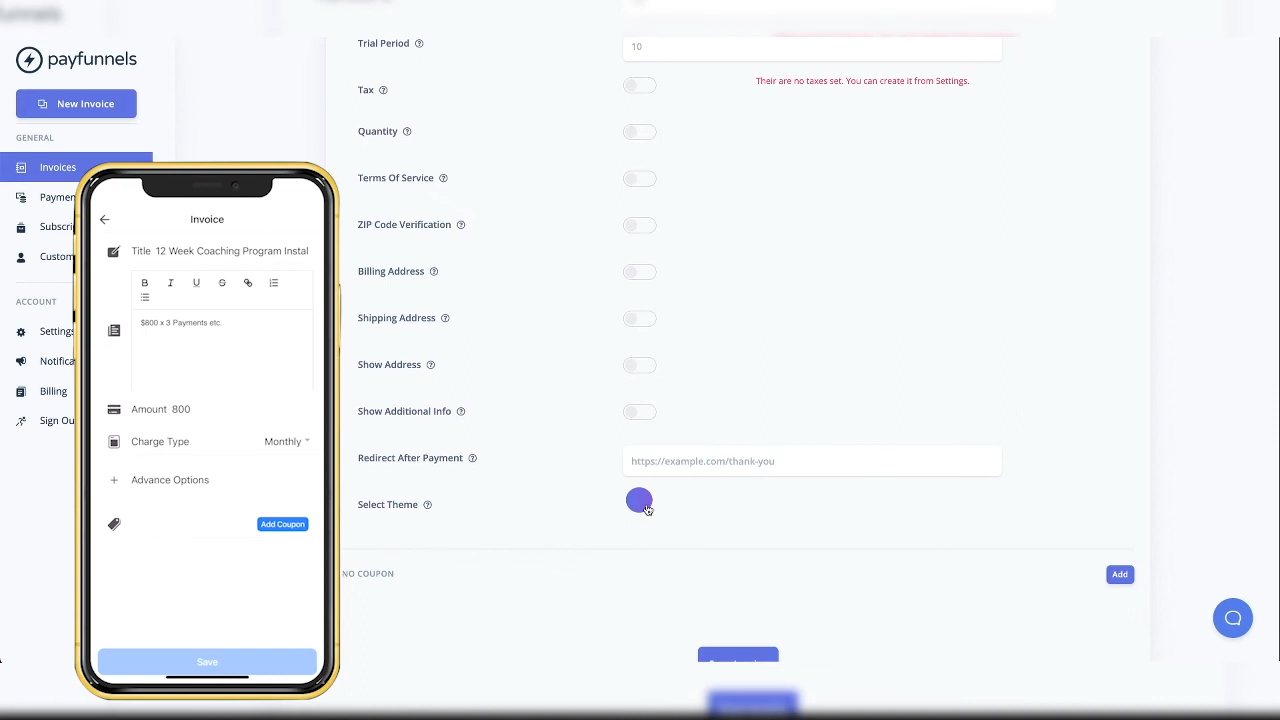 funnels
payfunnels
New Invoice
GENERAL
Invoices
Paymen
Subscri
Custom
ACCOUNT
Settings
Notifica
Billing
Sign Ou
Invoice
Title 12 Week Coaching Program Instal
B I U S
$800 x 3 Payments etc.
Amount 800
Charge Type Monthly
+ Advance Options
Add Coupon
Save
Trial Period ? 10
Tax ? Their are no taxes set. You can create it from Settings.
Quantity ?
Terms Of Service ?
ZIP Code Verification ?
Billing Address ?
Shipping Address ?
Show Address ?
Show Additional Info ?
Redirect After Payment ? https://example.com/thank-you
Select Theme ?
NO COUPON Add